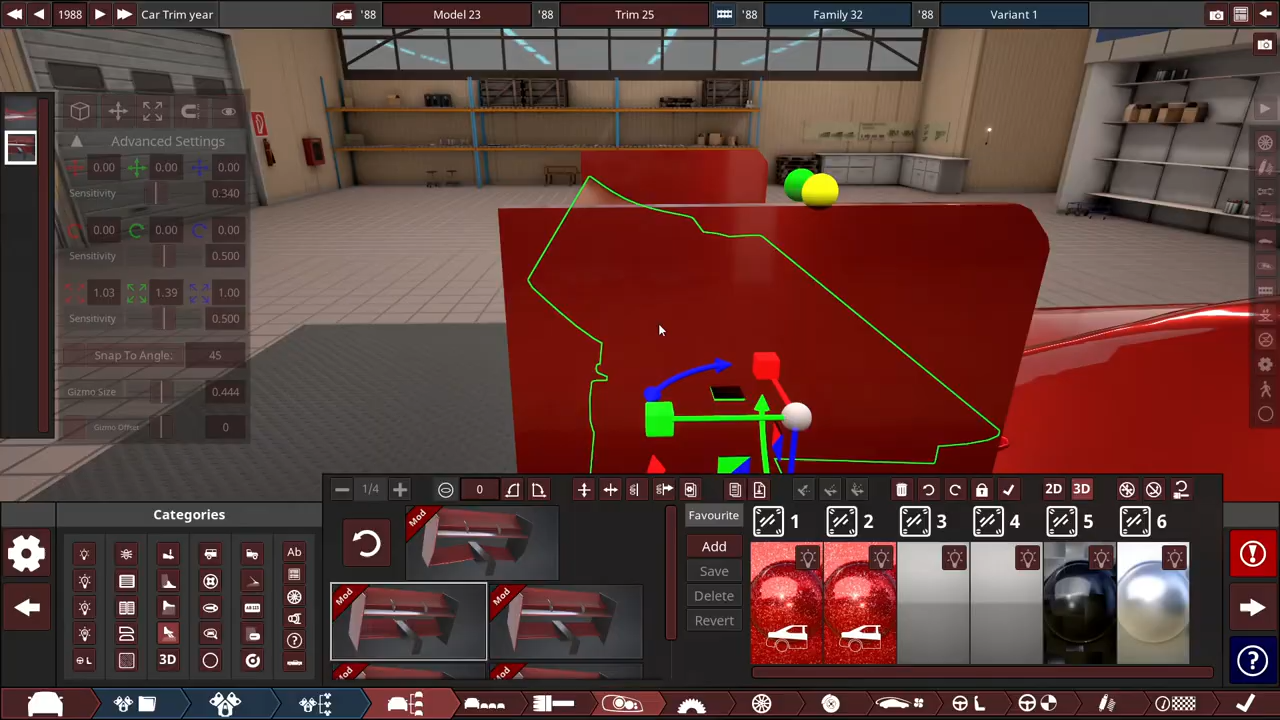 1988 Car Trim year '88 Model 23 '88 Trim 25 '88 Family 32 '88 Variant 1
Advanced Settings
0.00 0.00 0.00
Sensitivity 0.340
0.00 0.00 0.00
Sensitivity 0.500
1.03 1.39 1.00
Sensitivity 0.500
Snap To Angle: 45
Gizmo Size 0.444
Gizmo Offset 0
1/4 0 2D 3D
Categories
Ab
3D
L
Mod
Mod
Mod
Favourite
Add
Save
Delete
Revert
1 2 3 4 5 6